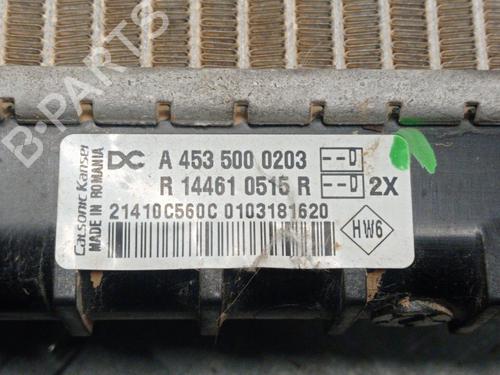 B-PARTS
Calsonic Kansei
MADE IN ROMANIA
DC A 453 500 0203 --D
R 14461 0515 R --D 2X
21410C560C 0103181620
HW6